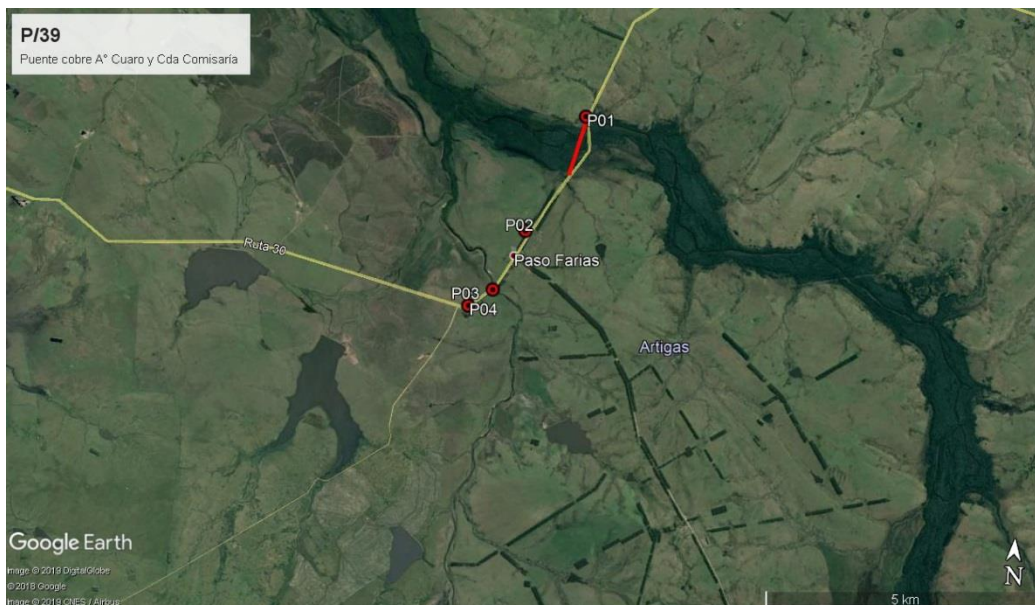 P/39
Puente cobre A° Cuaro y Cda Comisaría
P01
P02
Ruta 30
Paso Farias
P03
P04
Artigas
Google Earth
Image © 2019 DigitalGlobe
©2018 Google
Image © 2019 CNES / Airbus
N
5 km